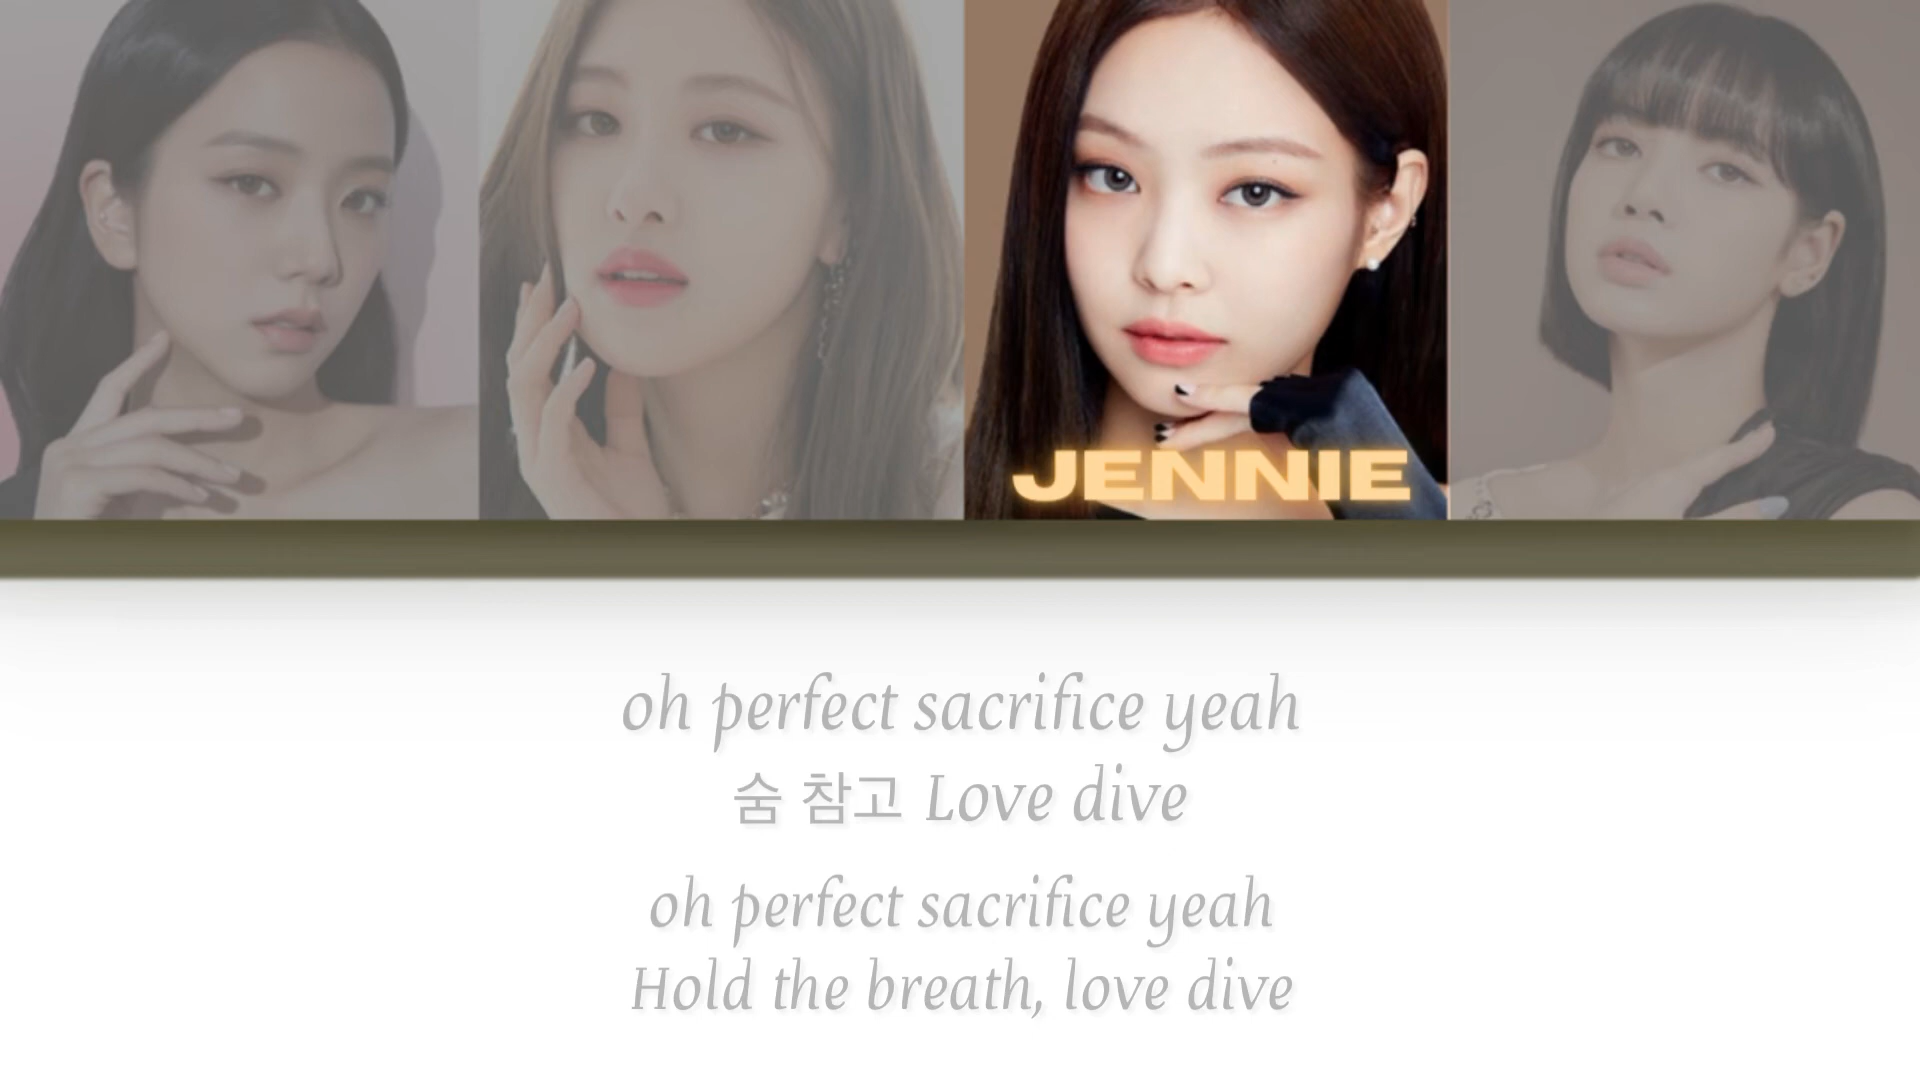 JENNIE
oh perfect sacrifice yeah
숨 참고 Love dive
oh perfect sacrifice yeah
Hold the breath, love dive